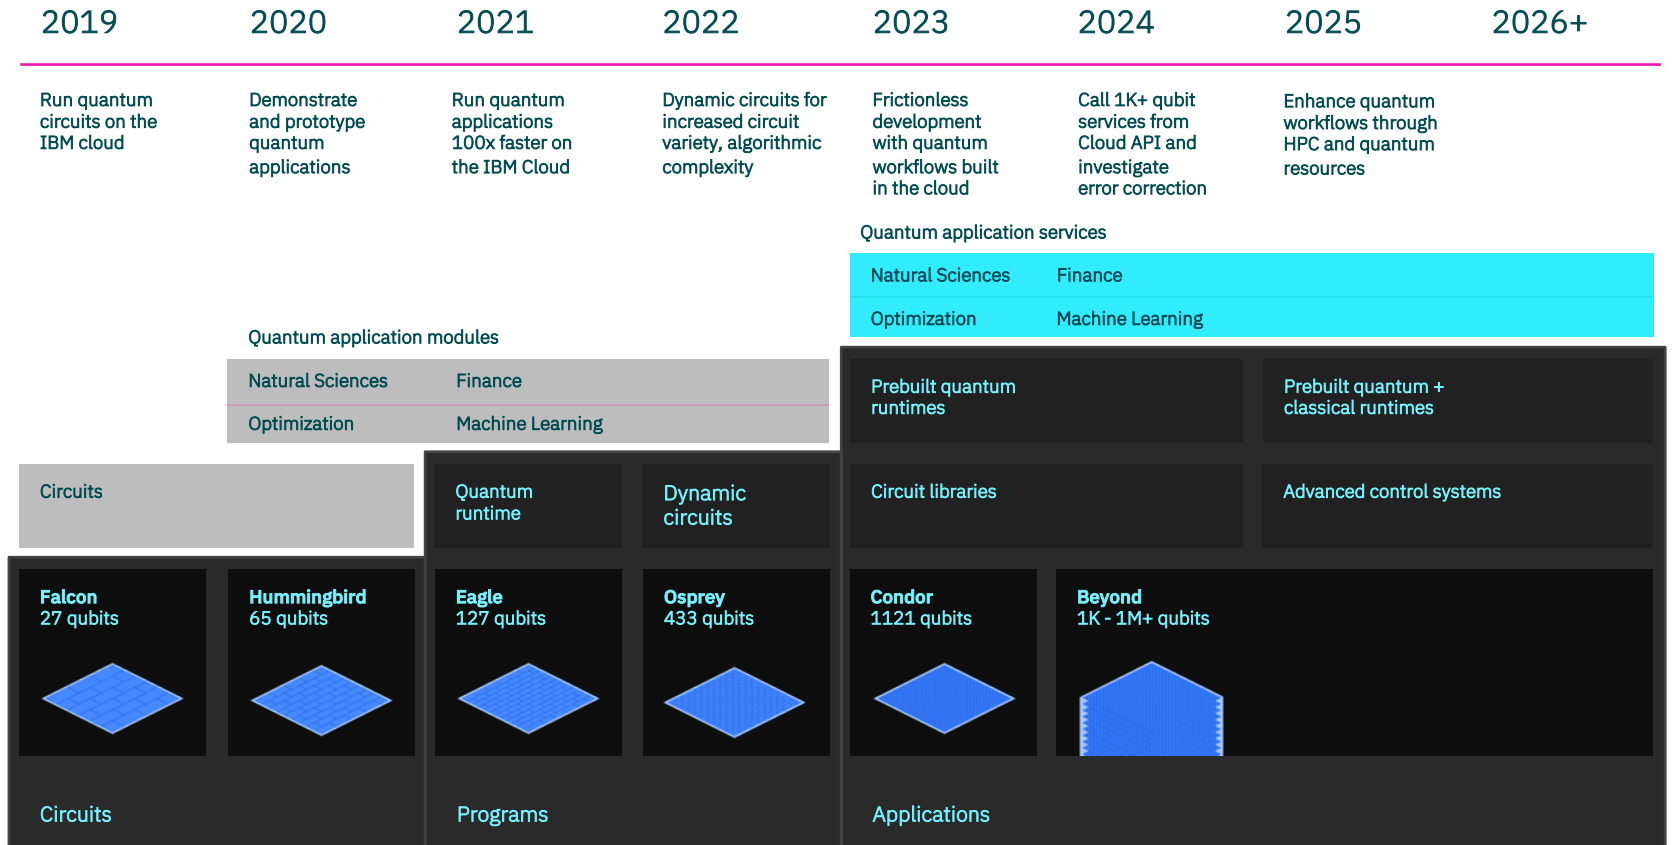 2019
2020
2021
2022
2023
2024
2025
2026+
Run quantum
circuits on the
IBM cloud
Demonstrate
and prototype
quantum
applications
Run quantum
applications
100x faster on
the IBM Cloud
Dynamic circuits for
increased circuit
variety, algorithmic
complexity
Frictionless
development
with quantum
workflows built
in the cloud
Call 1K+ qubit
services from
Cloud API and
investigate
error correction
Enhance quantum
workflows through
HPC and quantum
resources
Quantum application services
Natural Sciences
Finance
Optimization
Machine Learning
Quantum application modules
Natural Sciences
Finance
Optimization
Machine Learning
Prebuilt quantum
runtimes
Prebuilt quantum +
classical runtimes
Circuits
Quantum
runtime
Dynamic
circuits
Circuit libraries
Advanced control systems
Falcon
27 qubits
Hummingbird
65 qubits
Eagle
127 qubits
Osprey
433 qubits
Condor
1121 qubits
Beyond
1K - 1M+ qubits
Circuits
Programs
Applications